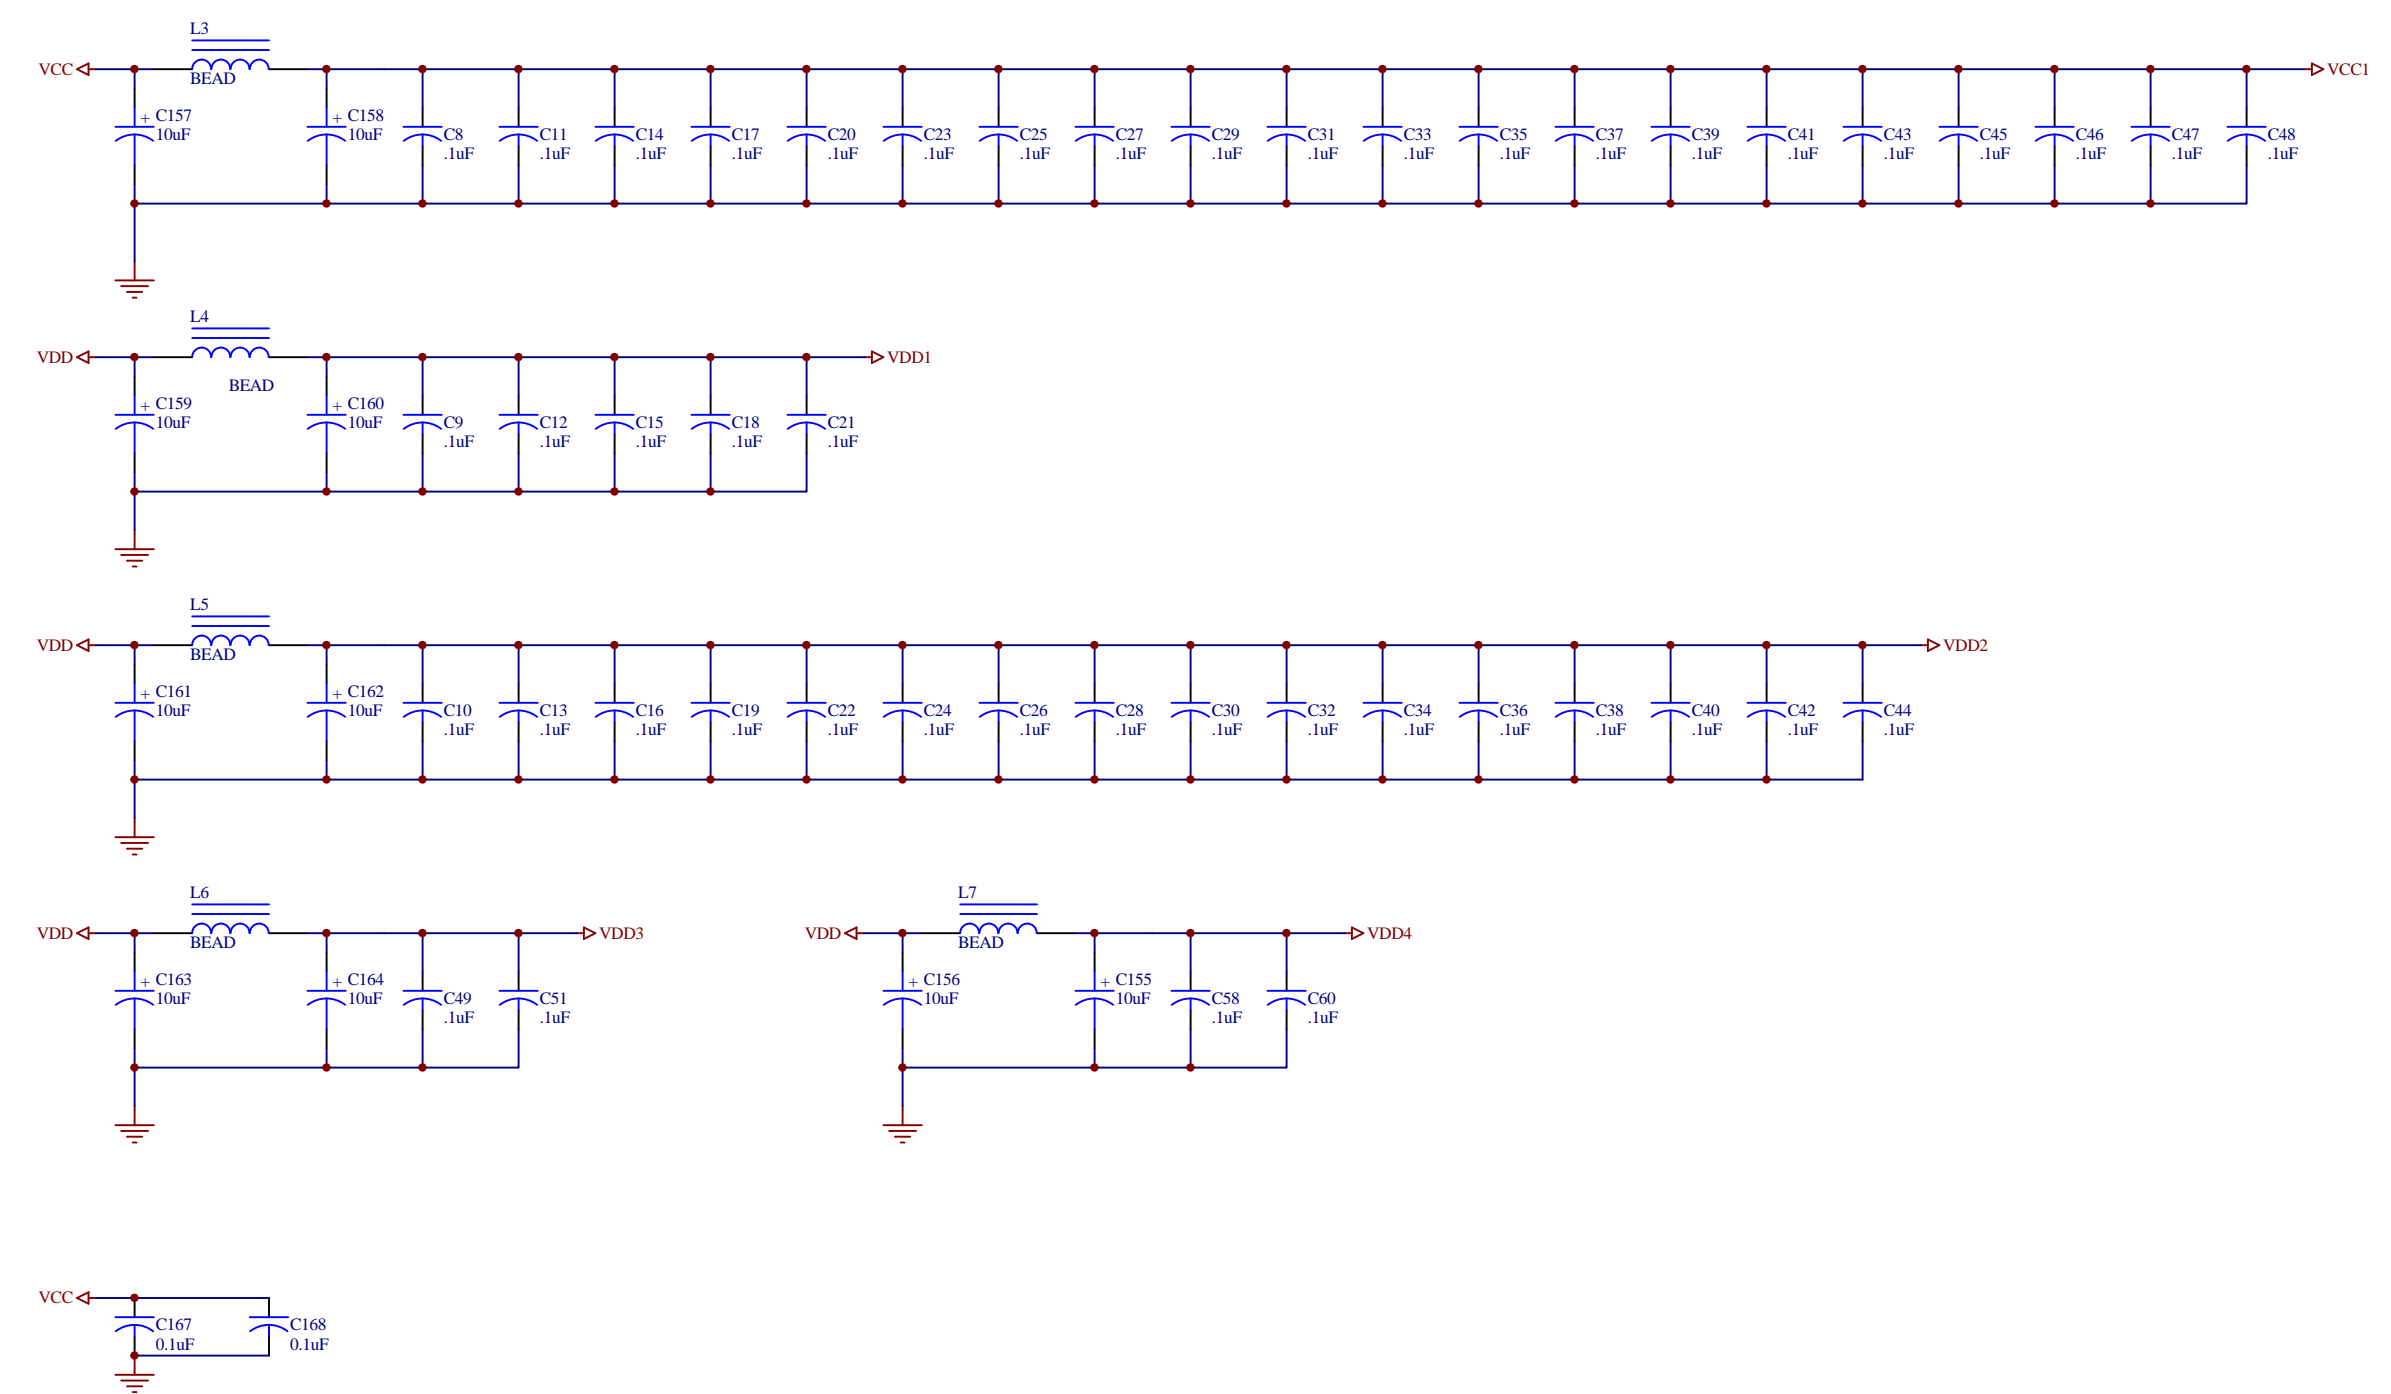 L3
VCC
BEAD
VCC1
+ C157
10uF
+ C158
10uF
C8
.1uF
C11
.1uF
C14
.1uF
C17
.1uF
C20
.1uF
C23
.1uF
C25
.1uF
C27
.1uF
C29
.1uF
C31
.1uF
C33
.1uF
C35
.1uF
C37
.1uF
C39
.1uF
C41
.1uF
C43
.1uF
C45
.1uF
C46
.1uF
C47
.1uF
C48
.1uF
L4
VDD
BEAD
VDD1
+ C159
10uF
+ C160
10uF
C9
.1uF
C12
.1uF
C15
.1uF
C18
.1uF
C21
.1uF
L5
VDD
BEAD
VDD2
+ C161
10uF
+ C162
10uF
C10
.1uF
C13
.1uF
C16
.1uF
C19
.1uF
C22
.1uF
C24
.1uF
C26
.1uF
C28
.1uF
C30
.1uF
C32
.1uF
C34
.1uF
C36
.1uF
C38
.1uF
C40
.1uF
C42
.1uF
C44
.1uF
L6
VDD
BEAD
VDD3
+ C163
10uF
+ C164
10uF
C49
.1uF
C51
.1uF
L7
VDD
BEAD
VDD4
+ C156
10uF
+ C155
10uF
C58
.1uF
C60
.1uF
VCC
C167
0.1uF
C168
0.1uF